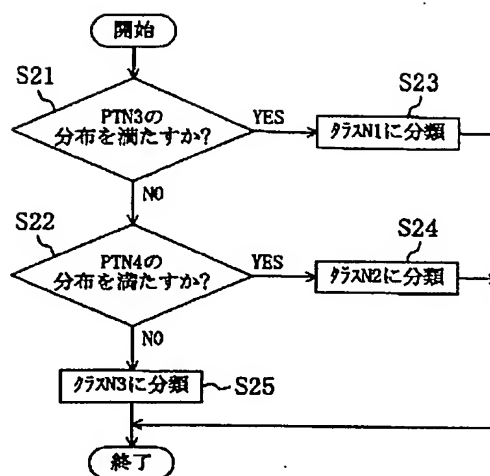 開始
S21
PTN3の
分布を満たすか?
YES
S23
クラスN1に分類
NO
S22
PTN4の
分布を満たすか?
YES
S24
クラスN2に分類
NO
クラスN3に分類
S25
終了